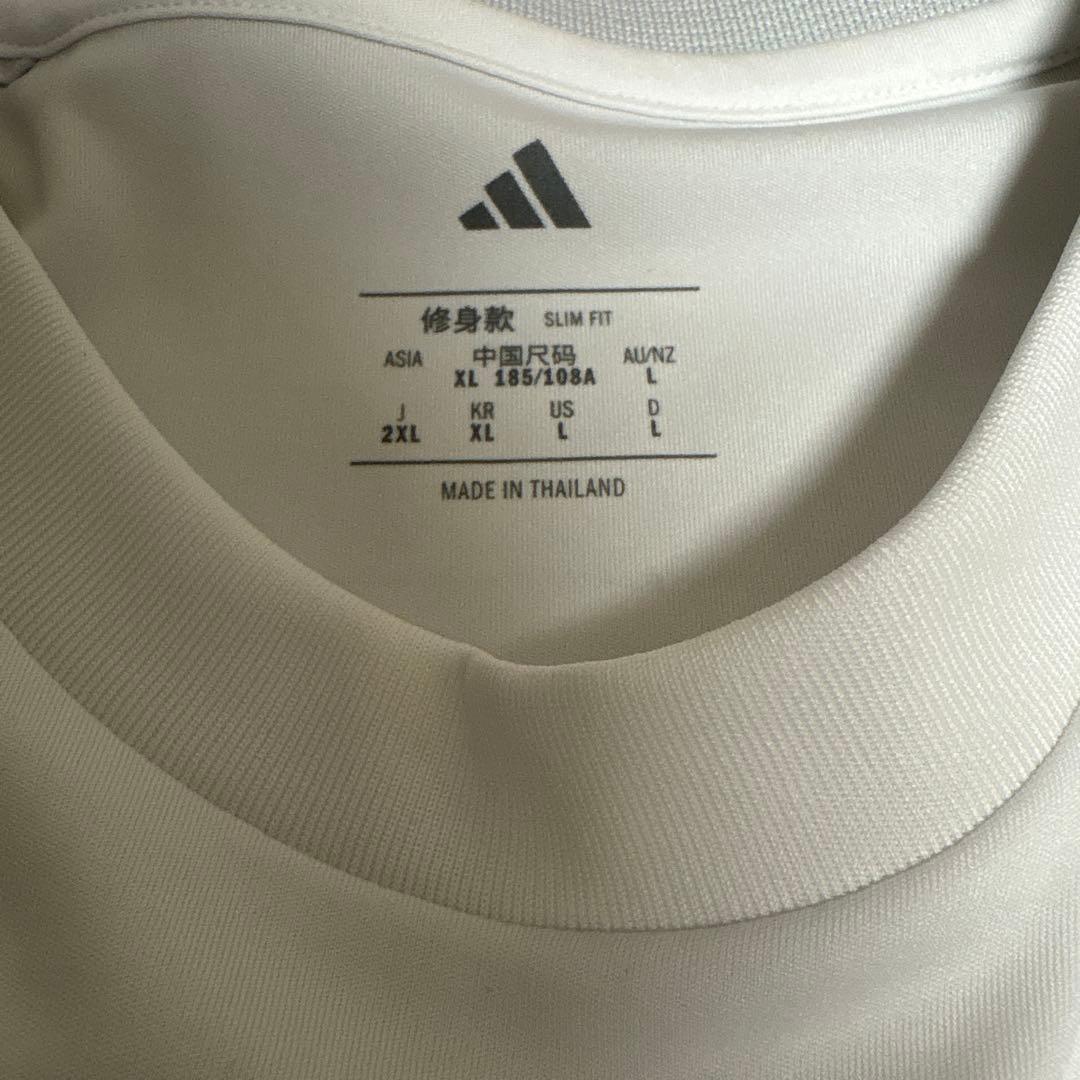 修身款 SLIM FIT
ASIA 中国尺码 AU/NZ
XL 185/108A L
J KR US D
2XL XL L L
MADE IN THAILAND